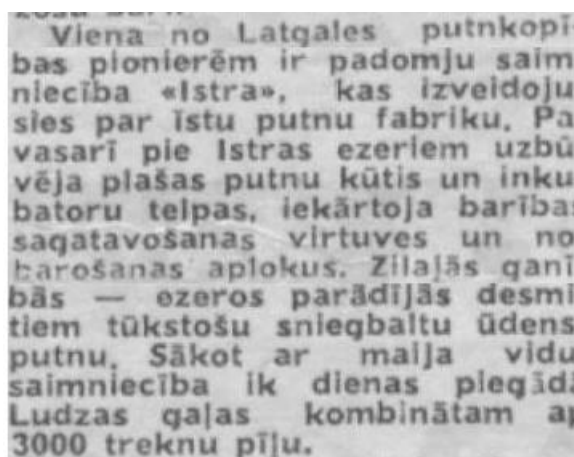 Viena no Latgales putnkopī-
bas pionierēm ir padomju saim
niecība «Istra», kas izveidoju
sies par īstu putnu fabriku. Pa
vasarī pie Istras ezeriem uzbū
vēja plašas putnu kūtis un inku
batoru telpas, iekārtoja barības
sagatavošanas virtuves un no
barošanas aplokus. Zilajās ganī
bās — ezeros parādījās desmi
tiem tūkstošu sniegbaltu ūdens
putnu. Sākot ar maija vidu
saimniecība ik dienas piegādā
Ludzas gaļas kombinātam ap
3000 treknu pīļu.